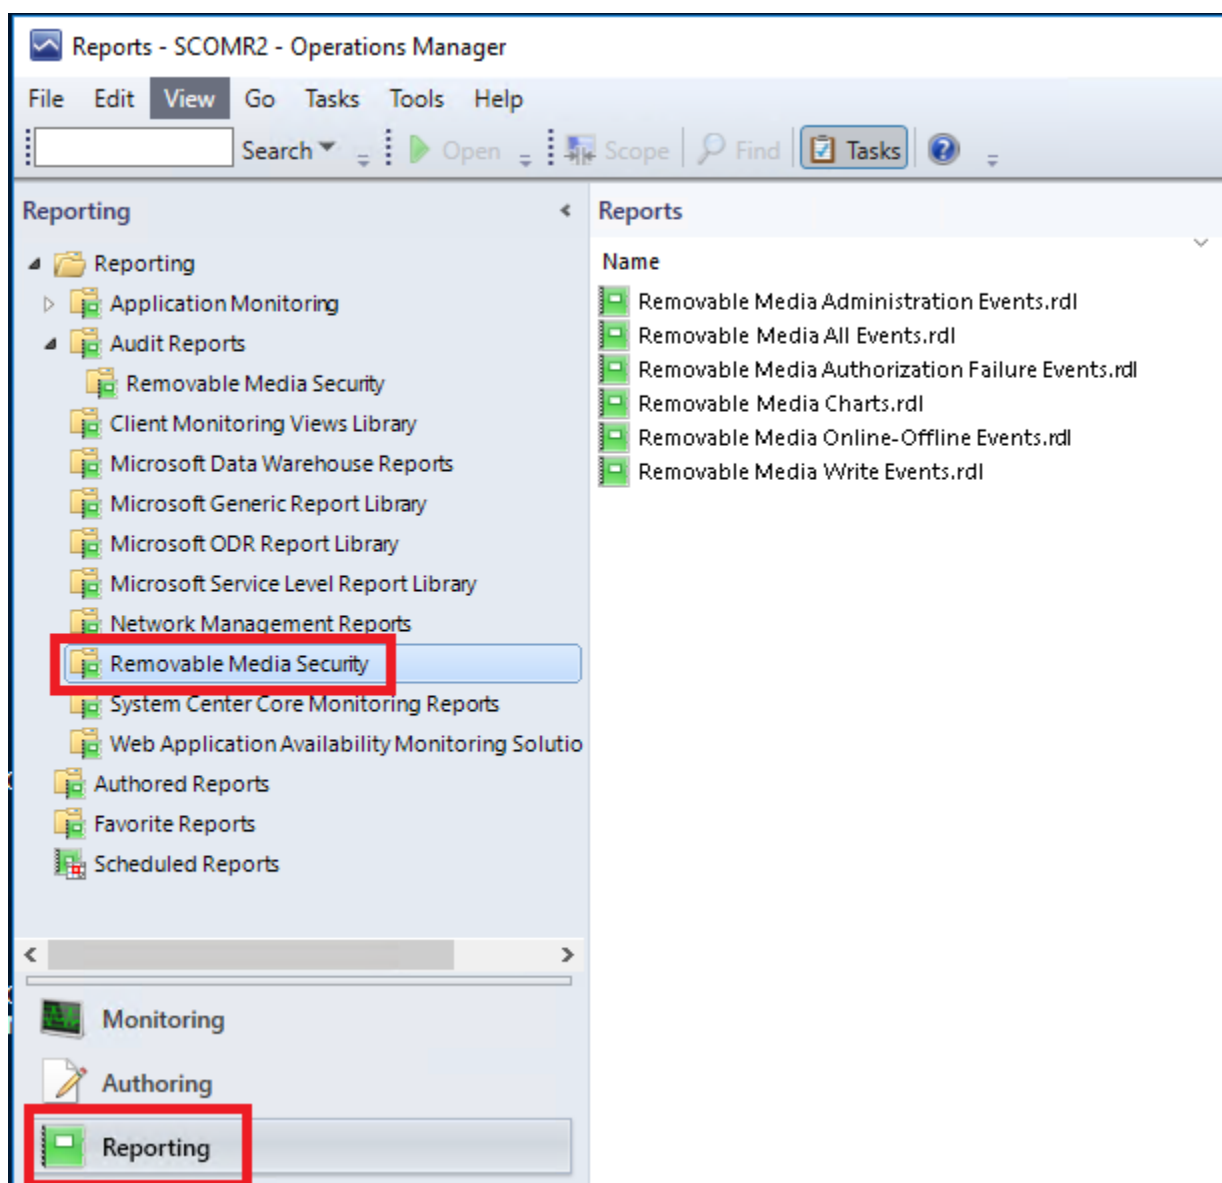 Reports - SCOMR2 - Operations Manager
File Edit View Go Tasks Tools Help
Search Open Scope Find Tasks
Reporting
Reporting
Application Monitoring
Audit Reports
Removable Media Security
Client Monitoring Views Library
Microsoft Data Warehouse Reports
Microsoft Generic Report Library
Microsoft ODR Report Library
Microsoft Service Level Report Library
Network Management Reports
Removable Media Security
System Center Core Monitoring Reports
Web Application Availability Monitoring Solutio
Authored Reports
Favorite Reports
Scheduled Reports
Monitoring
Authoring
Reporting
Reports
Name
Removable Media Administration Events.rdl
Removable Media All Events.rdl
Removable Media Authorization Failure Events.rdl
Removable Media Charts.rdl
Removable Media Online-Offline Events.rdl
Removable Media Write Events.rdl